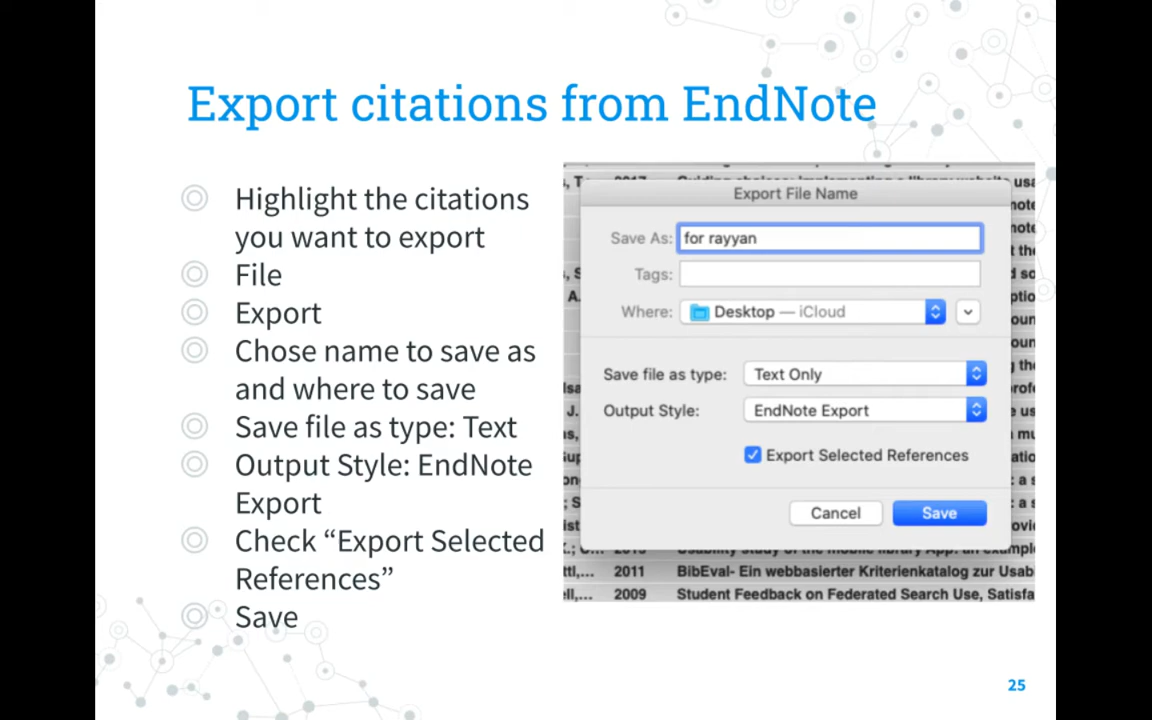 Export citations from EndNote
Highlight the citations
you want to export
File
Export
Chose name to save as
and where to save
Save file as type: Text
Output Style: EndNote
Export
Check “Export Selected
References”
Save
Export File Name
Save As: for rayyan
Tags:
Where: Desktop — iCloud
Save file as type: Text Only
Output Style: EndNote Export
Export Selected References
Cancel Save
2011 BibEval- Ein webbasierter Kriterienkatalog zur Usab
2009 Student Feedback on Federated Search Use, Satisfa
25